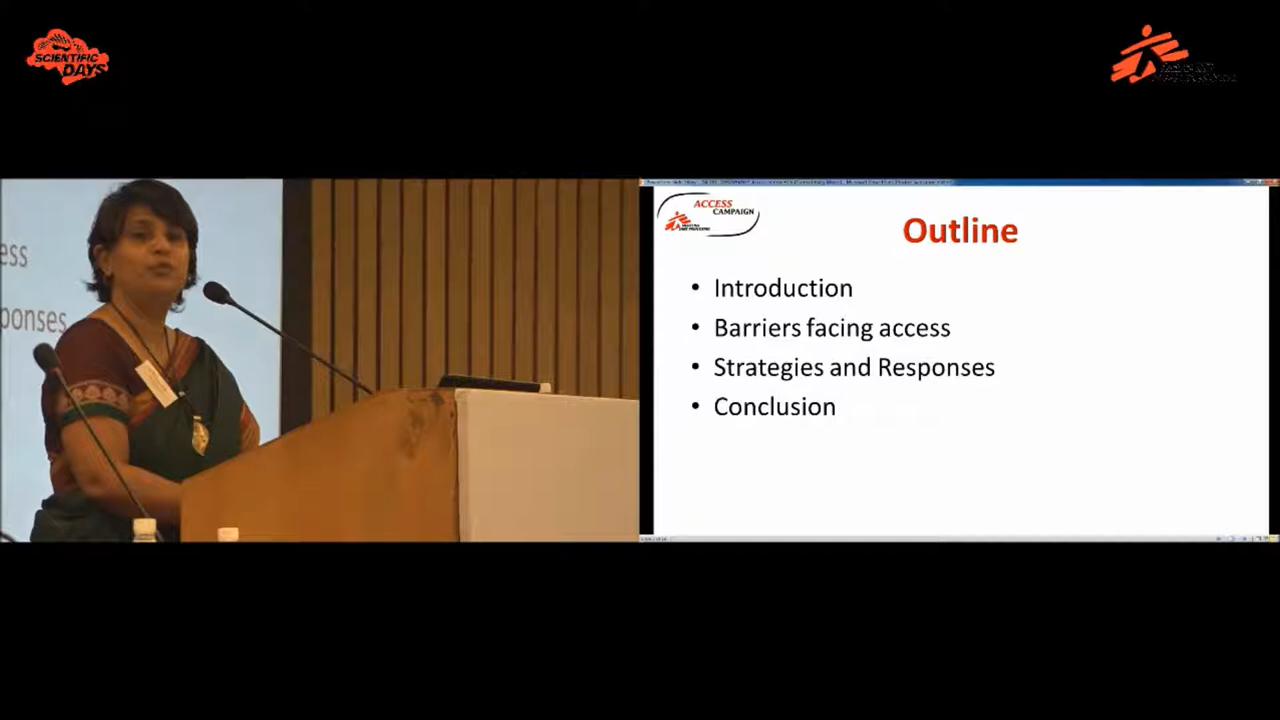 SCIENTIFIC
DAYS
ess
ponses
ACCESS
CAMPAIGN
Outline
• Introduction
• Barriers facing access
• Strategies and Responses
• Conclusion